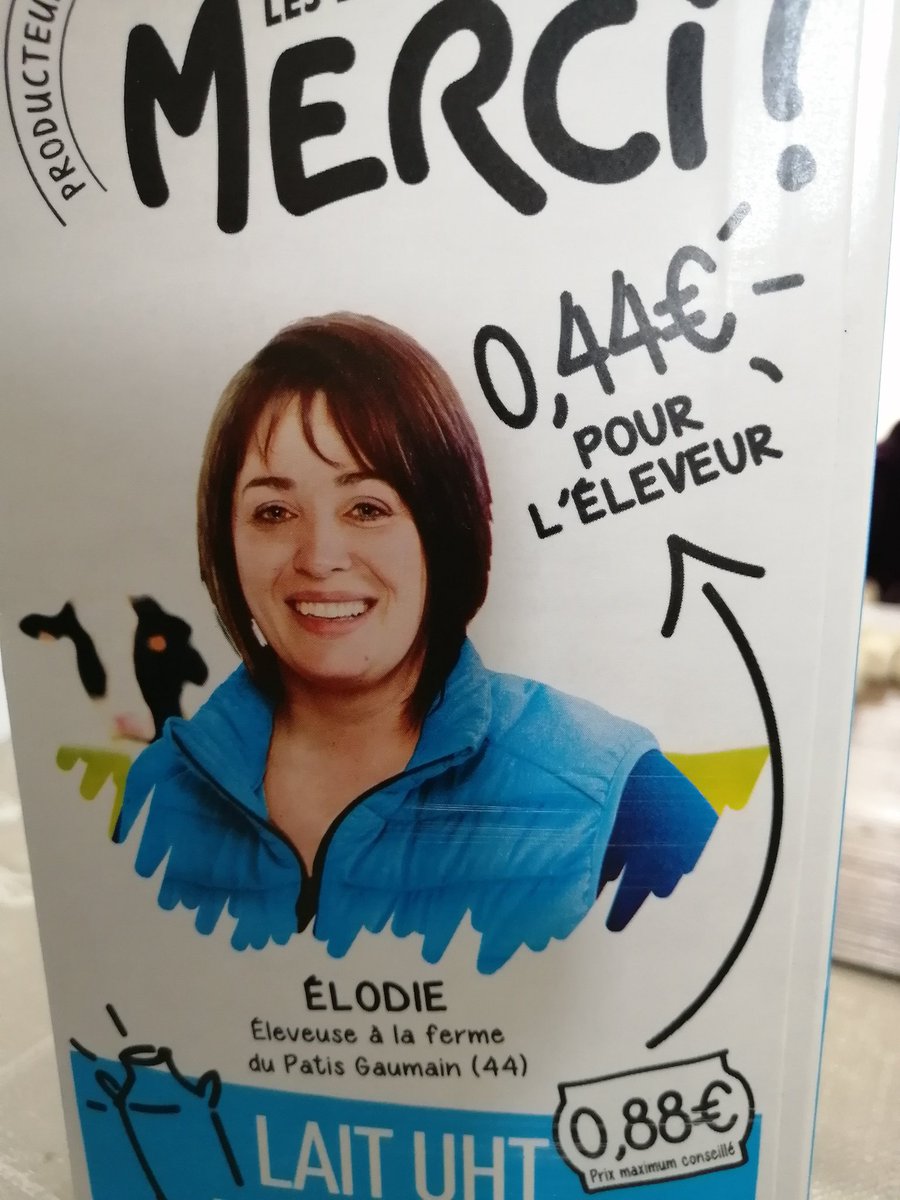 PRODUCTEU
LES
MERCI !
0,44€
POUR
L'ÉLEVEUR
ÉLODIE
Éleveuse à la ferme
du Patis Gaumain (44)
0,88€
Prix maximum conseillé
LAIT UHT